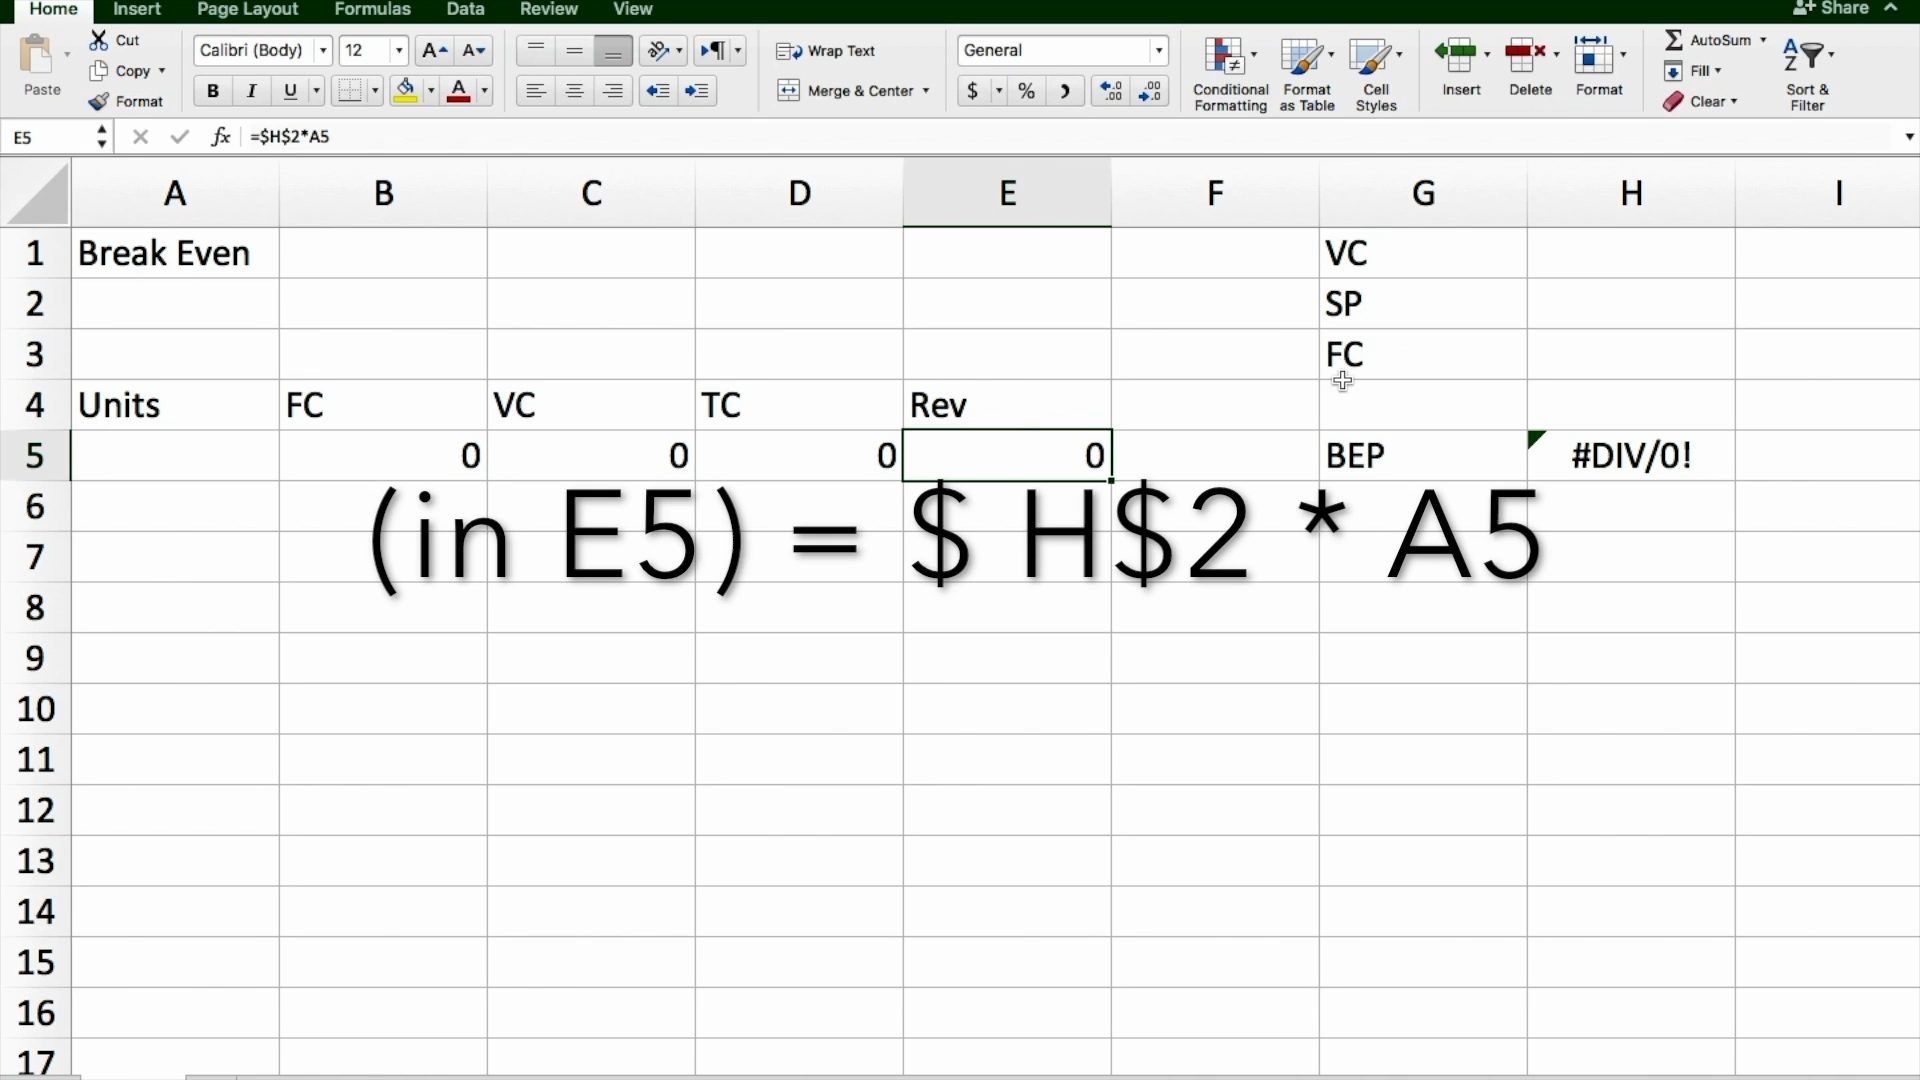 Home Insert Page Layout Formulas Data Review View Share
Cut
Calibri (Body) 12 A A Wrap Text General AutoSum
Copy Fill
Paste Format B I U A Merge & Center $ % Conditional Formatting Format as Table Cell Styles Insert Delete Format Clear Sort & Filter
E5 fx =$H$2*A5
A B C D E F G H I
1 Break Even VC
2 SP
3 FC
4 Units FC VC TC Rev
5 0 0 0 0 BEP #DIV/0!
6
(in E5) = $ H$2 * A5
7
8
9
10
11
12
13
14
15
16
17